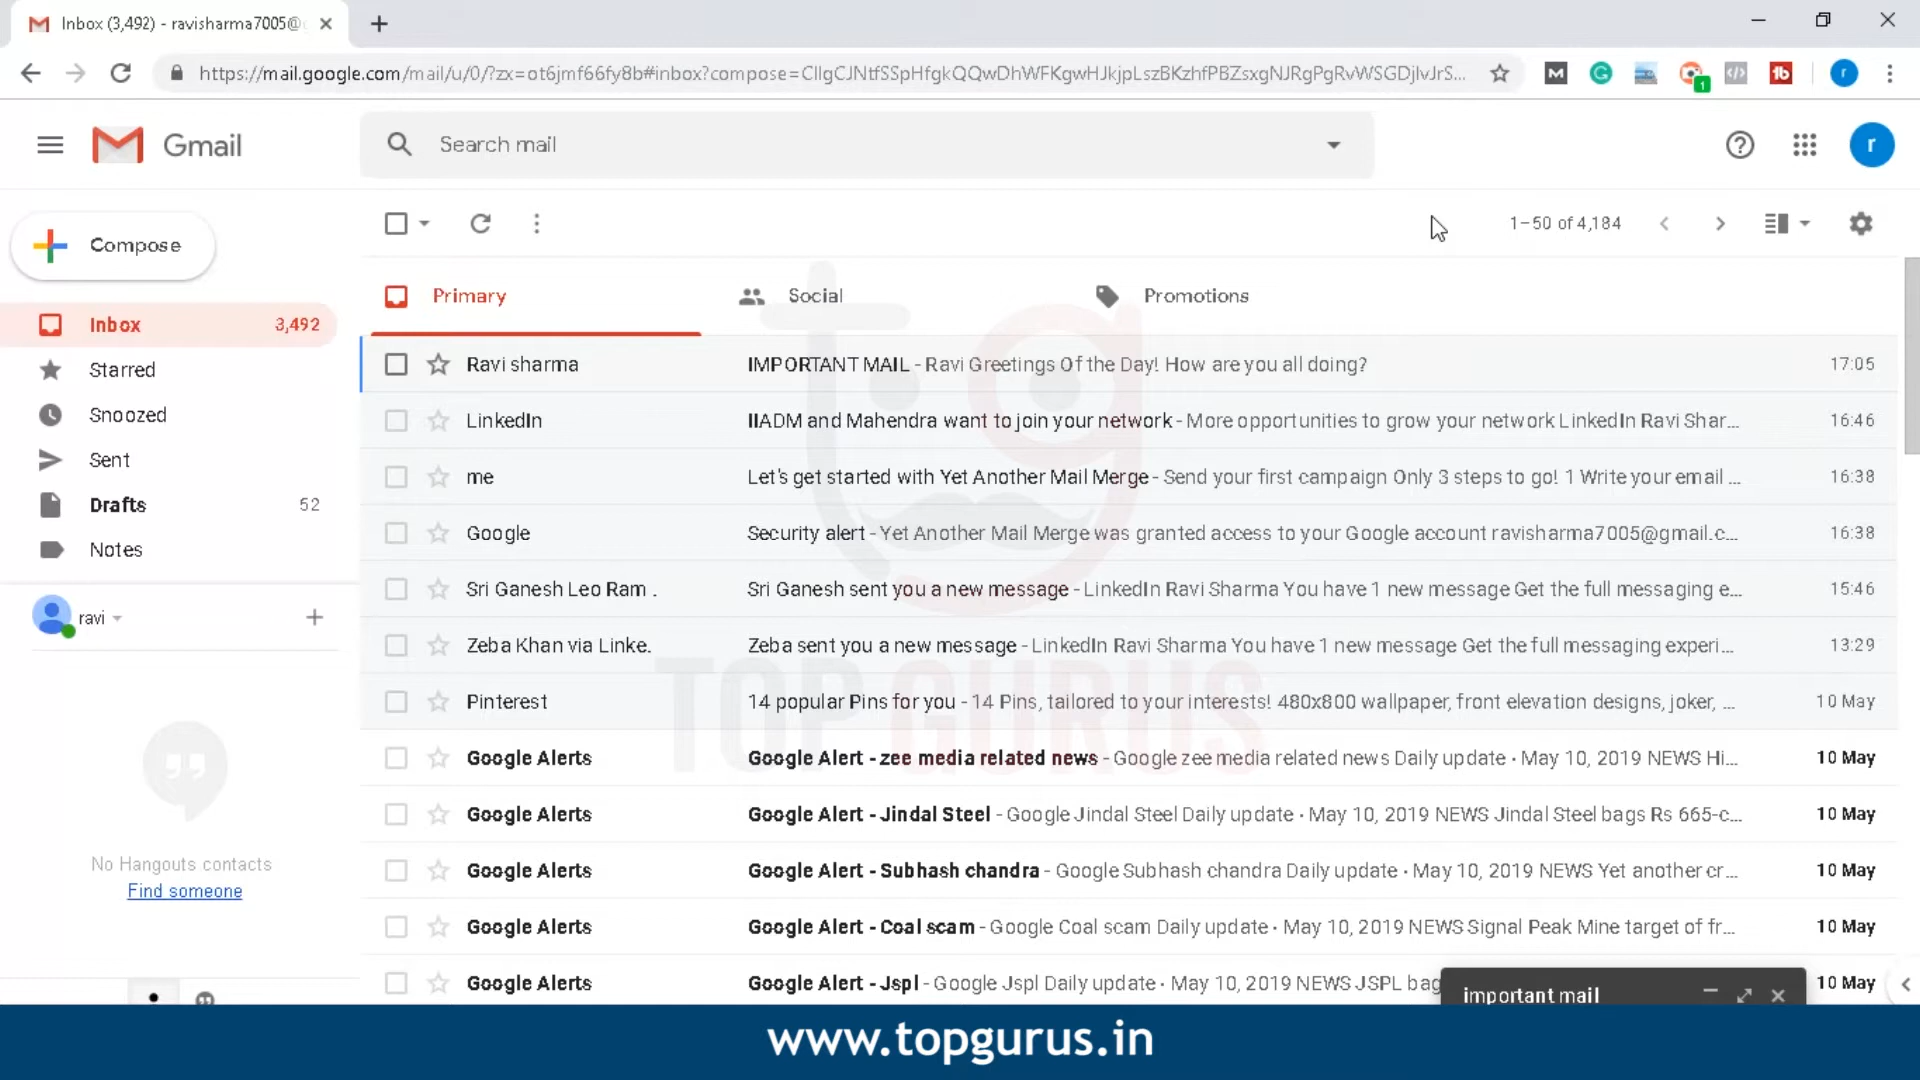 Inbox (3,492) - ravisharma7005@
https://mail.google.com/mail/u/0/?zx=ot6jmf66fy8b#inbox?compose=CllgCJNtfSSpHfgkQQwDhWFKgwHJkjpLszBKzhfPBZsxgNJRgPgRvWSGDjlvJrS...
Gmail
Search mail
r
Compose
1–50 of 4,184
Primary
Social
Promotions
Inbox 3,492
Starred
Snoozed
Sent
Drafts 52
Notes
ravi
No Hangouts contacts
Find someone
Ravi sharma IMPORTANT MAIL - Ravi Greetings Of the Day! How are you all doing? 17:05
LinkedIn IIADM and Mahendra want to join your network - More opportunities to grow your network LinkedIn Ravi Shar... 16:46
me Let's get started with Yet Another Mail Merge - Send your first campaign Only 3 steps to go! 1 Write your email ... 16:38
Google Security alert - Yet Another Mail Merge was granted access to your Google account ravisharma7005@gmail.c... 16:38
Sri Ganesh Leo Ram . Sri Ganesh sent you a new message - LinkedIn Ravi Sharma You have 1 new message Get the full messaging e... 15:46
Zeba Khan via Linke. Zeba sent you a new message - LinkedIn Ravi Sharma You have 1 new message Get the full messaging experi... 13:29
Pinterest 14 popular Pins for you - 14 Pins, tailored to your interests! 480x800 wallpaper, front elevation designs, joker, ... 10 May
TOP GURUS
Google Alerts Google Alert - zee media related news - Google zee media related news Daily update · May 10, 2019 NEWS Hi... 10 May
Google Alerts Google Alert - Jindal Steel - Google Jindal Steel Daily update · May 10, 2019 NEWS Jindal Steel bags Rs 665-c... 10 May
Google Alerts Google Alert - Subhash chandra - Google Subhash chandra Daily update · May 10, 2019 NEWS Yet another cr... 10 May
Google Alerts Google Alert - Coal scam - Google Coal scam Daily update · May 10, 2019 NEWS Signal Peak Mine target of fr... 10 May
Google Alerts Google Alert - Jspl - Google Jspl Daily update · May 10, 2019 NEWS JSPL bag 10 May
important mail
www.topgurus.in